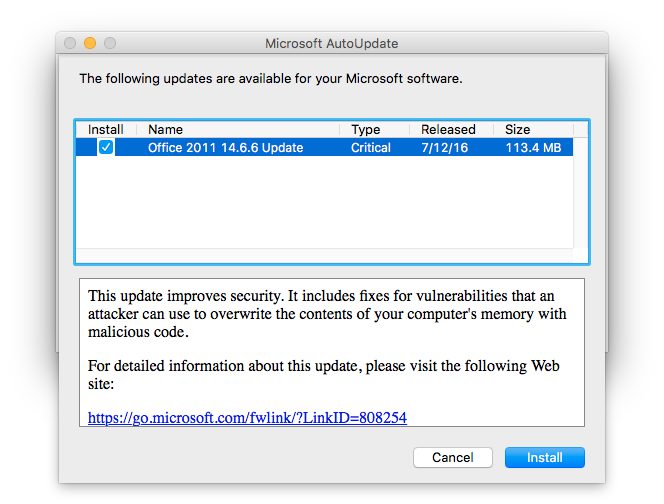 Microsoft AutoUpdate
The following updates are available for your Microsoft software.
Install Name Type Released Size
Office 2011 14.6.6 Update Critical 7/12/16 113.4 MB
This update improves security. It includes fixes for vulnerabilities that an
attacker can use to overwrite the contents of your computer's memory with
malicious code.
For detailed information about this update, please visit the following Web
site:
https://go.microsoft.com/fwlink/?LinkID=808254
Cancel Install